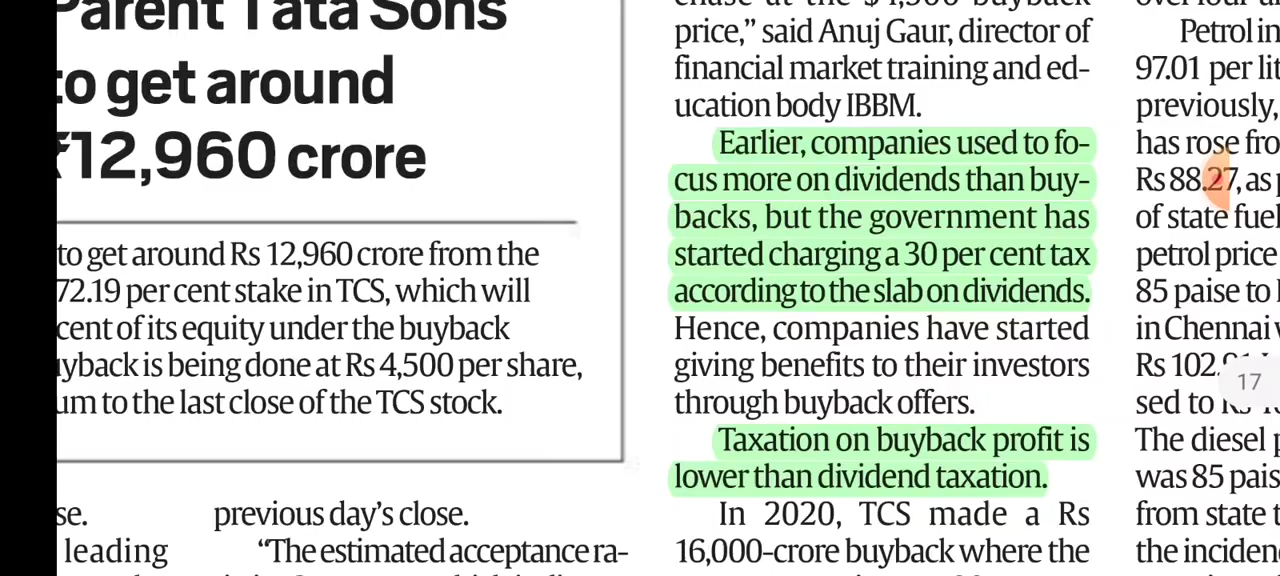 Parent Tata Sons
to get around
₹12,960 crore
to get around Rs 12,960 crore from the
72.19 per cent stake in TCS, which will
cent of its equity under the buyback
uyback is being done at Rs 4,500 per share,
um to the last close of the TCS stock.
se.
leading
previous day's close.
“The estimated acceptance ra-
price,” said Anuj Gaur, director of
financial market training and ed-
ucation body IBBM.
Earlier, companies used to fo-
cus more on dividends than buy-
backs, but the government has
started charging a 30 per cent tax
according to the slab on dividends.
Hence, companies have started
giving benefits to their investors
through buyback offers.
Taxation on buyback profit is
lower than dividend taxation.
In 2020, TCS made a Rs
16,000-crore buyback where the
Petrol in
97.01 per lit
previously,
has rose fro
Rs 88.27, as p
of state fuel
petrol price
85 paise to
in Chennai
Rs 102.
sed to
The diesel p
was 85 pais
from state t
the incidenc
17